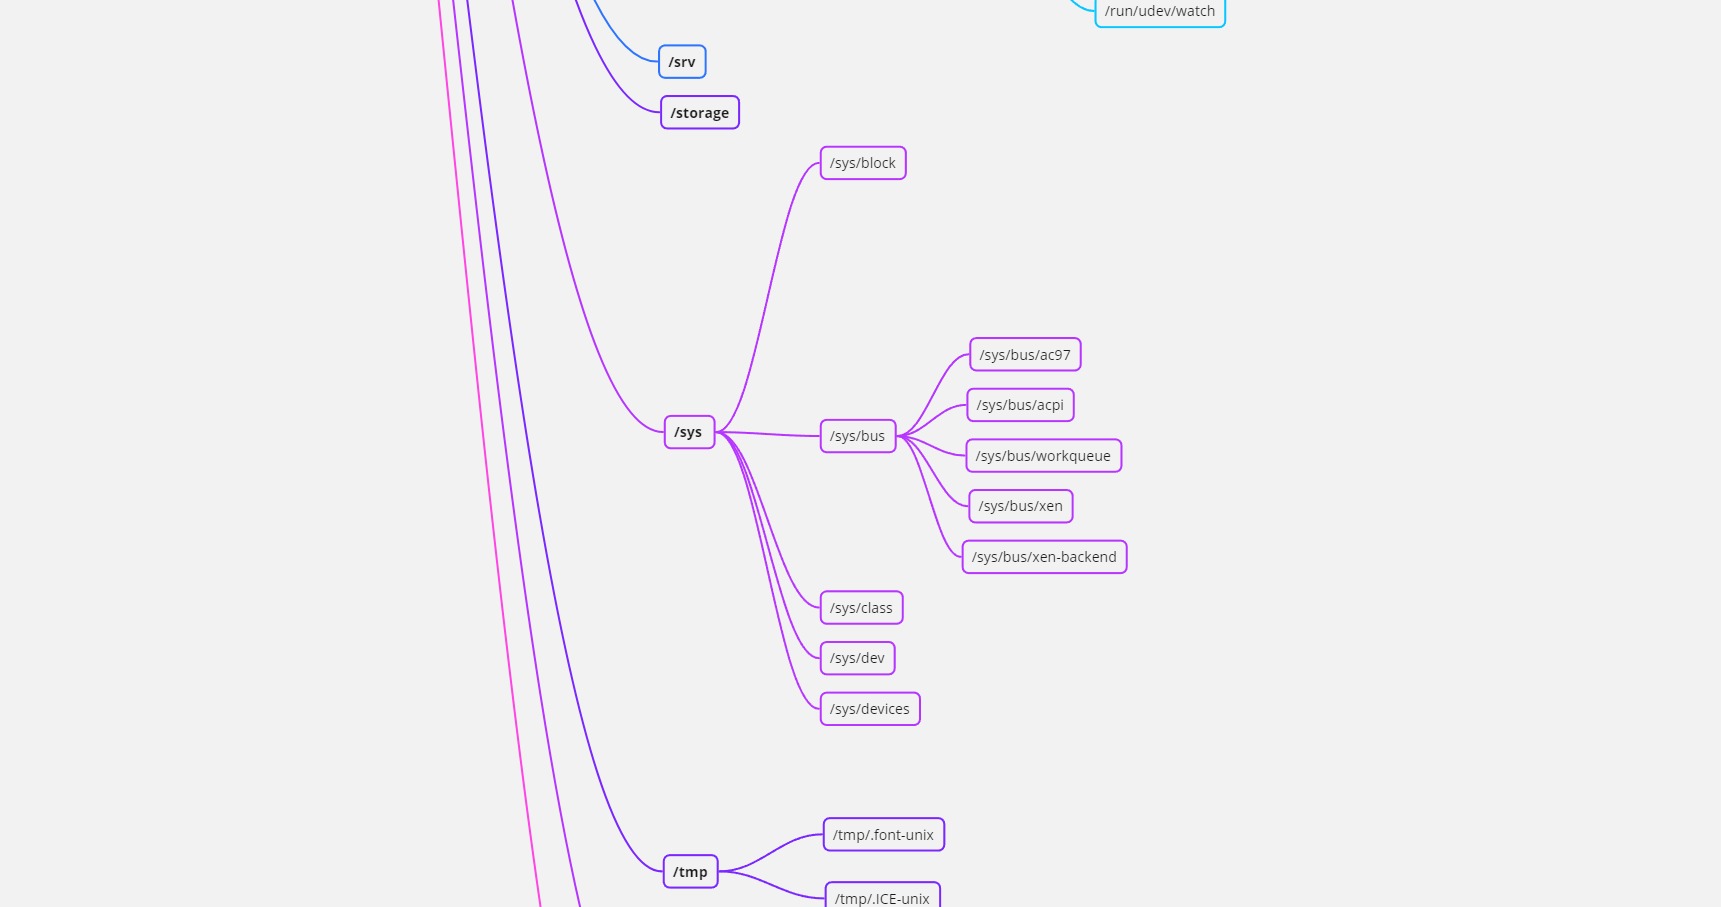 /run/udev/watch
/srv
/storage
/sys/block
/sys/bus/ac97
/sys/bus/acpi
/sys
/sys/bus
/sys/bus/workqueue
/sys/bus/xen
/sys/bus/xen-backend
/sys/class
/sys/dev
/sys/devices
/tmp/.font-unix
/tmp
/tmp/.ICE-unix